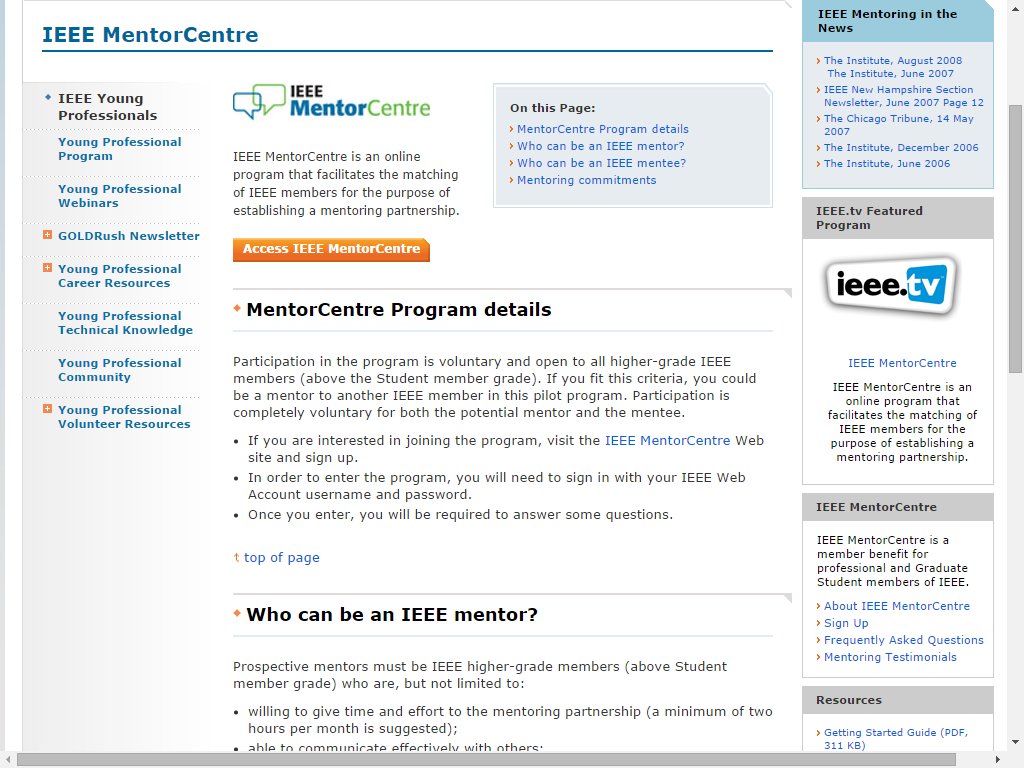 IEEE MentorCentre
IEEE Young
Professionals
Young Professional
Program
Young Professional
Webinars
GOLDRush Newsletter
Young Professional
Career Resources
Young Professional
Technical Knowledge
Young Professional
Community
Young Professional
Volunteer Resources
IEEE
MentorCentre
IEEE MentorCentre is an online
program that facilitates the matching
of IEEE members for the purpose of
establishing a mentoring partnership.
Access IEEE MentorCentre
On this Page:
MentorCentre Program details
Who can be an IEEE mentor?
Who can be an IEEE mentee?
Mentoring commitments
MentorCentre Program details
Participation in the program is voluntary and open to all higher-grade IEEE
members (above the Student member grade). If you fit this criteria, you could
be a mentor to another IEEE member in this pilot program. Participation is
completely voluntary for both the potential mentor and the mentee.
• If you are interested in joining the program, visit the IEEE MentorCentre Web
site and sign up.
• In order to enter the program, you will need to sign in with your IEEE Web
Account username and password.
• Once you enter, you will be required to answer some questions.
top of page
Who can be an IEEE mentor?
Prospective mentors must be IEEE higher-grade members (above Student
member grade) who are, but not limited to:
• willing to give time and effort to the mentoring partnership (a minimum of two
hours per month is suggested);
• able to communicate effectively with others;
IEEE Mentoring in the
News
The Institute, August 2008
The Institute, June 2007
IEEE New Hampshire Section
Newsletter, June 2007 Page 12
The Chicago Tribune, 14 May
2007
The Institute, December 2006
The Institute, June 2006
IEEE.tv Featured
Program
ieee.tv
IEEE MentorCentre
IEEE MentorCentre is an
online program that
facilitates the matching of
IEEE members for the
purpose of establishing a
mentoring partnership.
IEEE MentorCentre
IEEE MentorCentre is a
member benefit for
professional and Graduate
Student members of IEEE.
About IEEE MentorCentre
Sign Up
Frequently Asked Questions
Mentoring Testimonials
Resources
Getting Started Guide (PDF,
311 KB)